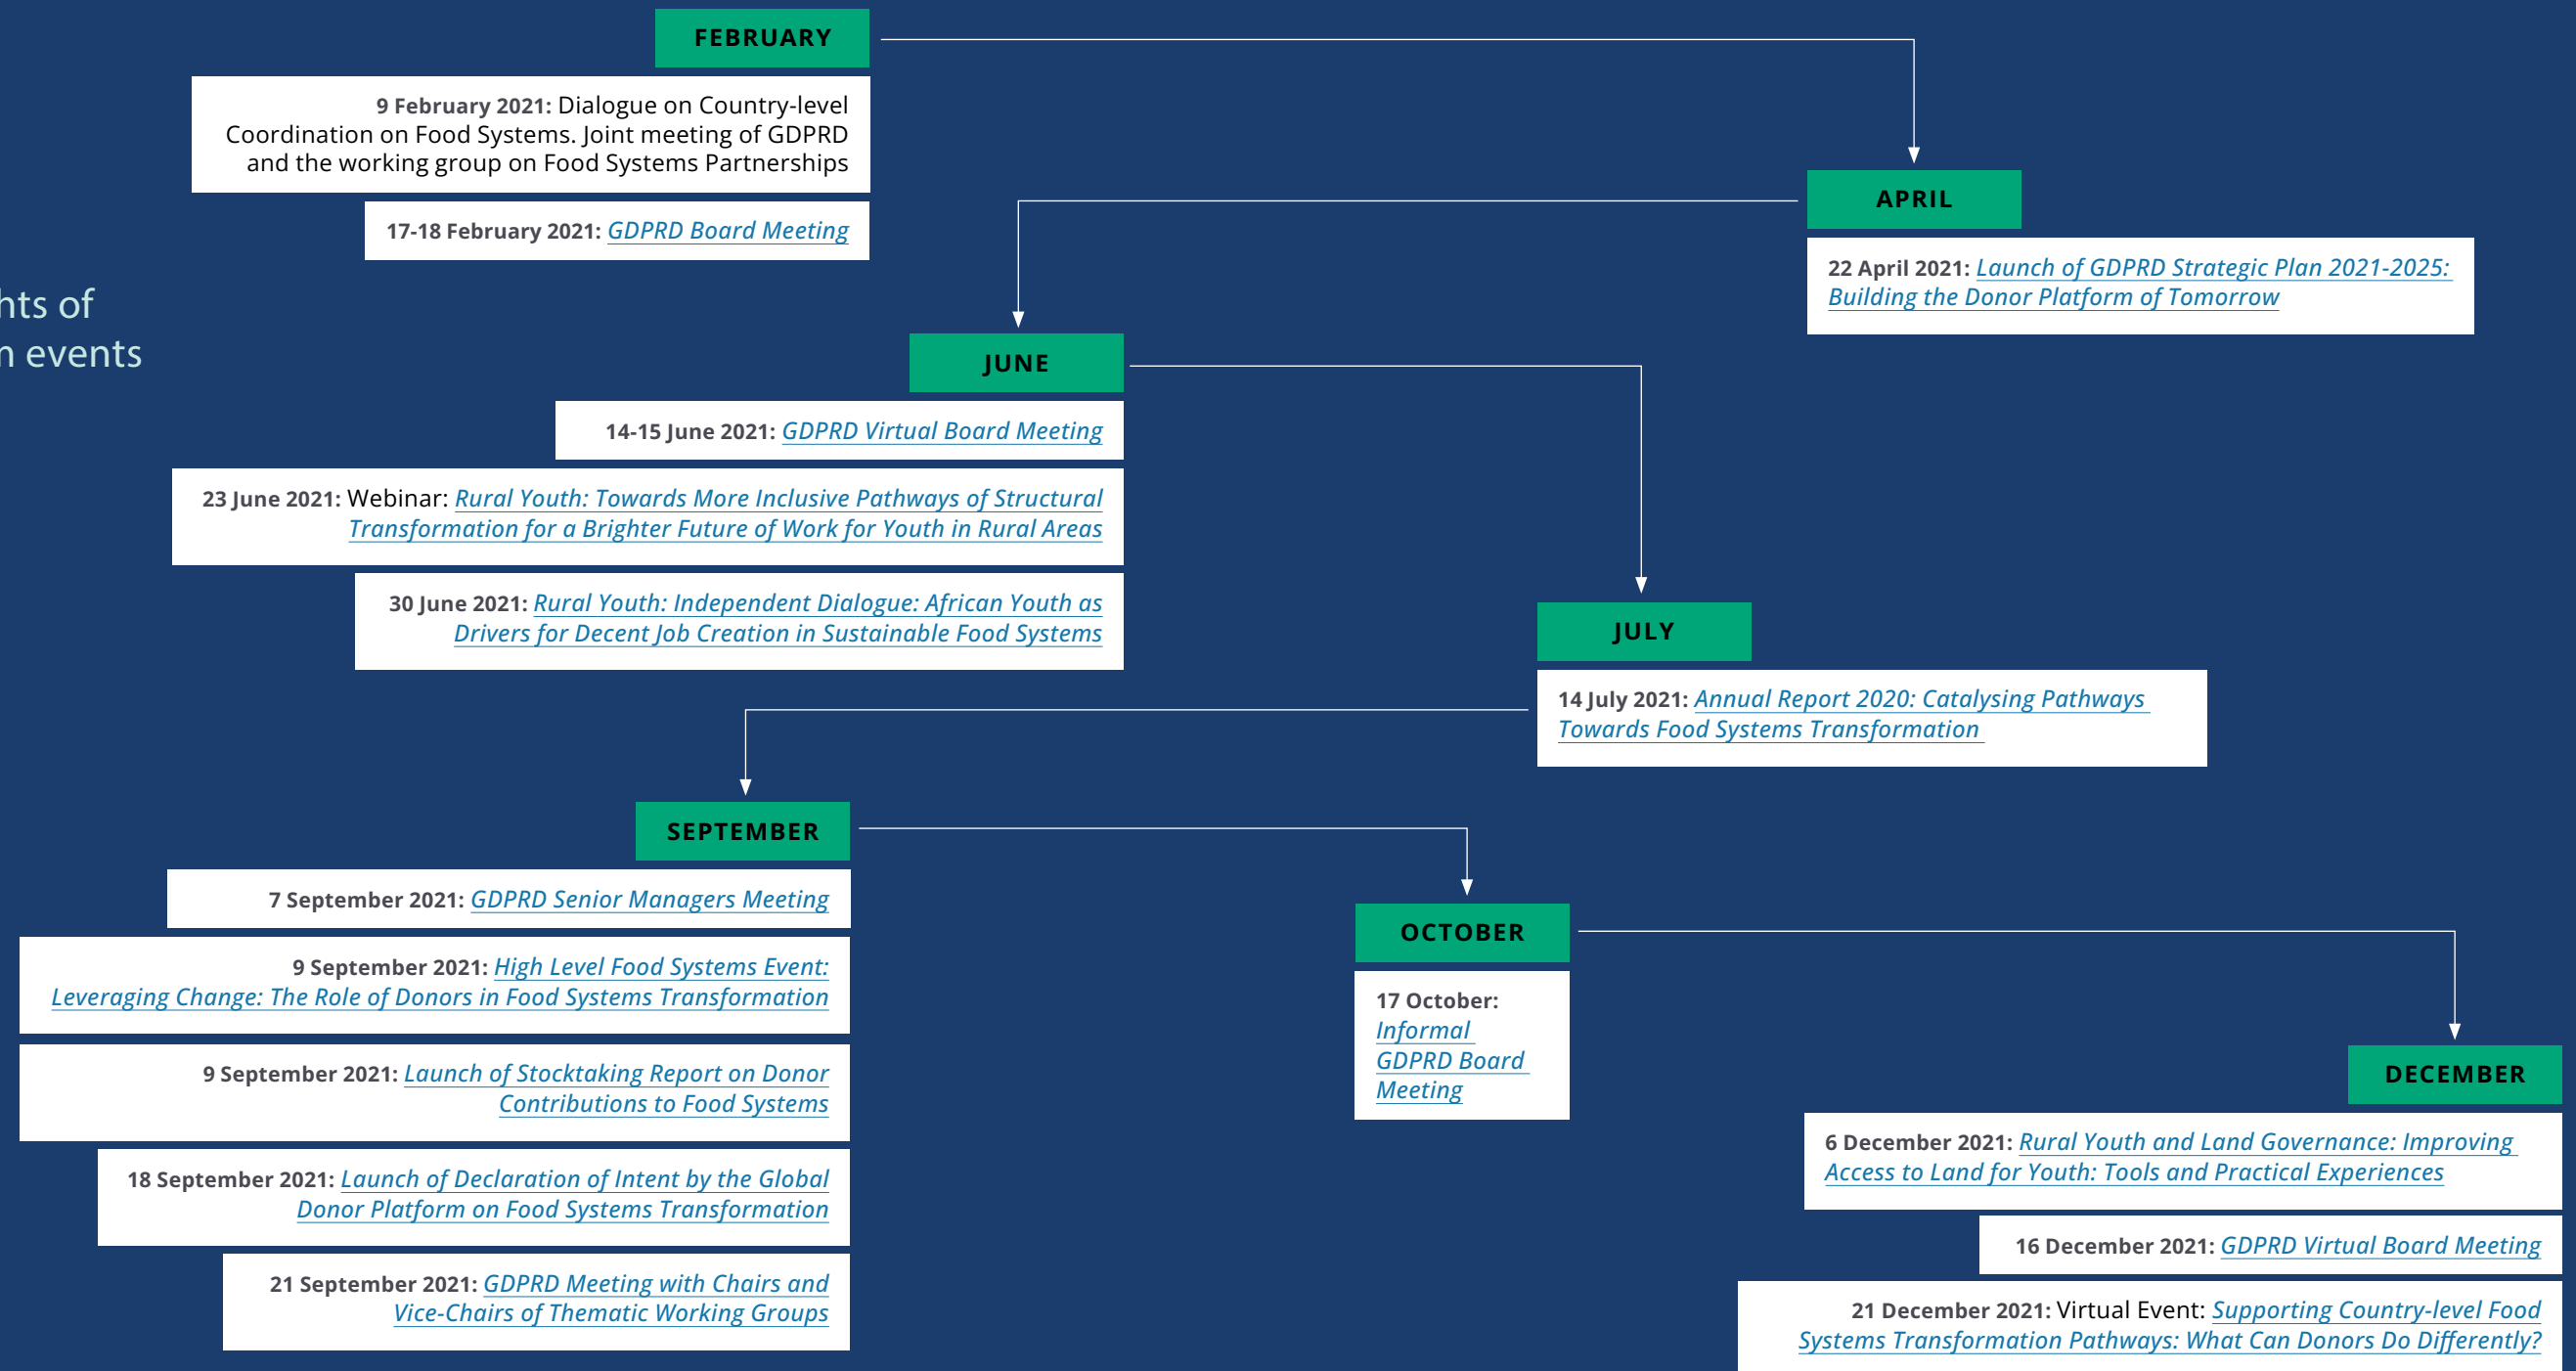 hts of
events
FEBRUARY
9 February 2021: Dialogue on Country-level
Coordination on Food Systems. Joint meeting of GDPRD
and the working group on Food Systems Partnerships
17-18 February 2021: GDPRD Board Meeting
APRIL
22 April 2021: Launch of GDPRD Strategic Plan 2021-2025:
Building the Donor Platform of Tomorrow
JUNE
14-15 June 2021: GDPRD Virtual Board Meeting
23 June 2021: Webinar: Rural Youth: Towards More Inclusive Pathways of Structural
Transformation for a Brighter Future of Work for Youth in Rural Areas
30 June 2021: Rural Youth: Independent Dialogue: African Youth as
Drivers for Decent Job Creation in Sustainable Food Systems
JULY
14 July 2021: Annual Report 2020: Catalysing Pathways
Towards Food Systems Transformation
SEPTEMBER
7 September 2021: GDPRD Senior Managers Meeting
9 September 2021: High Level Food Systems Event:
Leveraging Change: The Role of Donors in Food Systems Transformation
9 September 2021: Launch of Stocktaking Report on Donor
Contributions to Food Systems
18 September 2021: Launch of Declaration of Intent by the Global
Donor Platform on Food Systems Transformation
21 September 2021: GDPRD Meeting with Chairs and
Vice-Chairs of Thematic Working Groups
OCTOBER
17 October:
Informal
GDPRD Board
Meeting
DECEMBER
6 December 2021: Rural Youth and Land Governance: Improving
Access to Land for Youth: Tools and Practical Experiences
16 December 2021: GDPRD Virtual Board Meeting
21 December 2021: Virtual Event: Supporting Country-level Food
Systems Transformation Pathways: What Can Donors Do Differently?